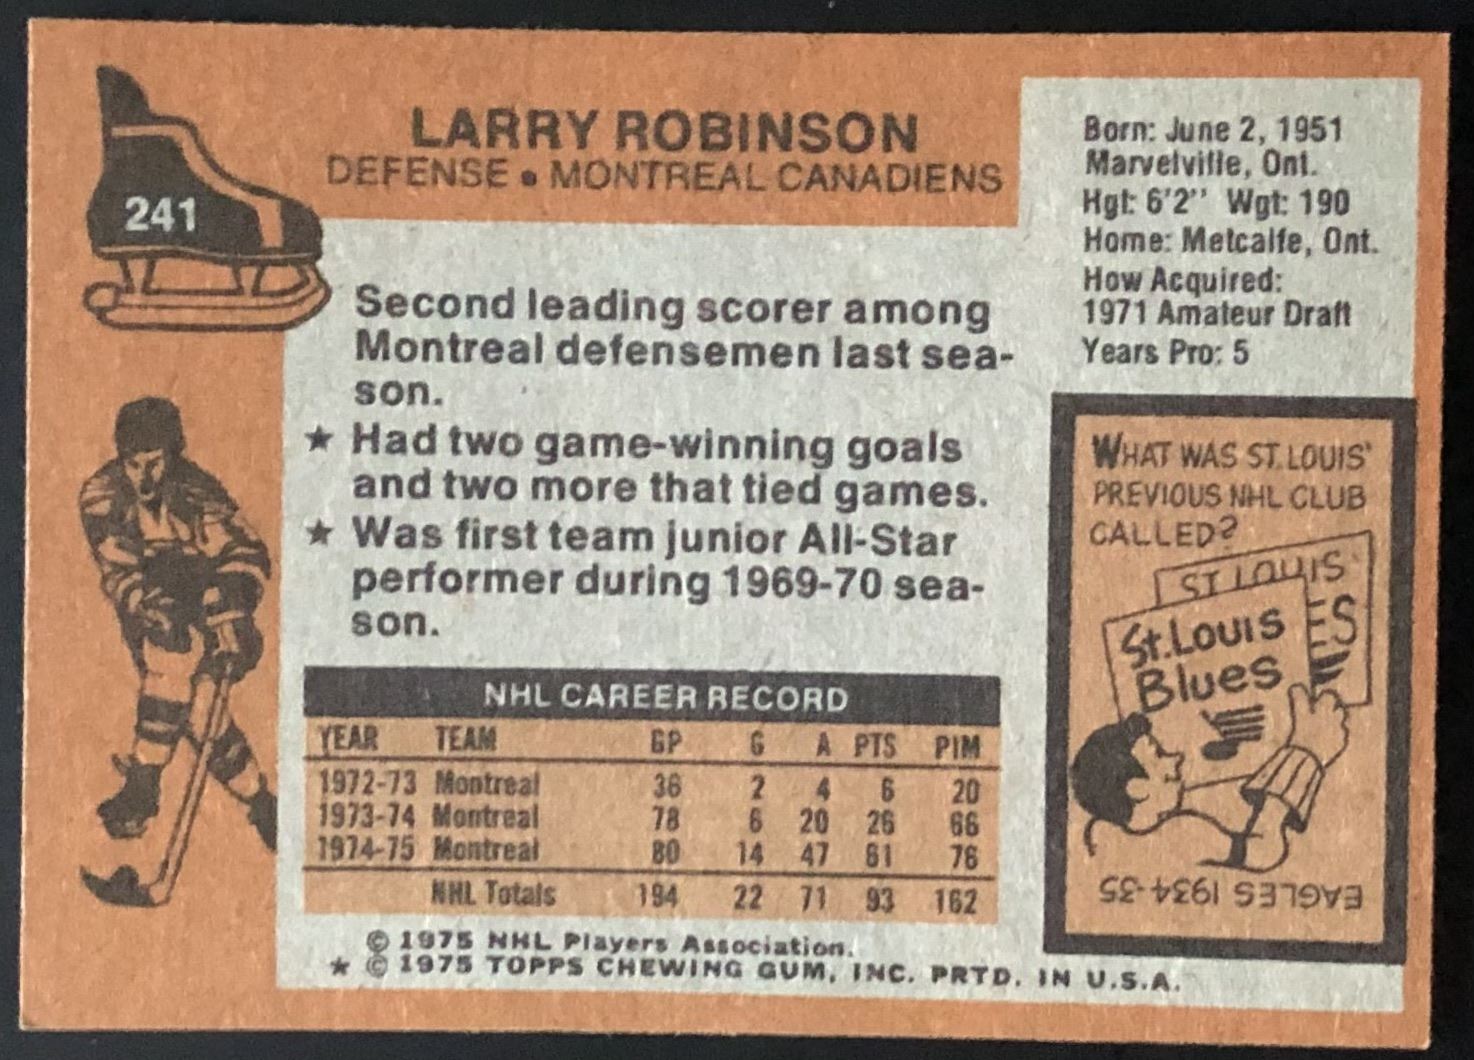 241
LARRY ROBINSON
DEFENSE • MONTREAL CANADIENS
Born: June 2, 1951
Marvelville, Ont.
Hgt: 6'2" Wgt: 190
Home: Metcalfe, Ont.
How Acquired:
1971 Amateur Draft
Years Pro: 5
Second leading scorer among
Montreal defensemen last sea-
son.
★ Had two game-winning goals
and two more that tied games.
★ Was first team junior All-Star
performer during 1969-70 sea-
son.
NHL CAREER RECORD
YEAR TEAM GP G A PTS PIM
1972-73 Montreal 36 2 4 6 20
1973-74 Montreal 78 6 20 26 66
1974-75 Montreal 80 14 47 61 76
NHL Totals 194 22 71 93 162
© 1975 NHL Players Association.
★ © 1975 TOPPS CHEWING GUM, INC. PRTD. IN U.S.A.
WHAT WAS ST. LOUIS'
PREVIOUS NHL CLUB
CALLED?
ST LOUIS
ES
St. Louis
Blues
EAGLES 1934-35